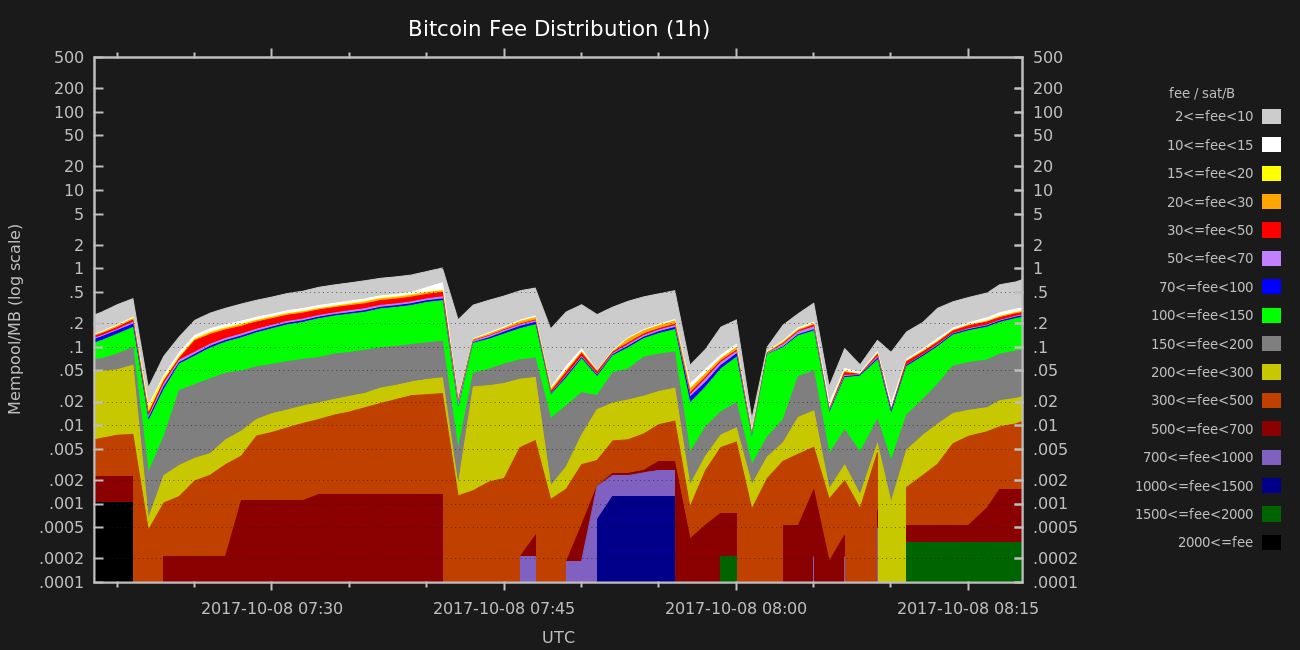 Bitcoin Fee Distribution (1h)
Mempool/MB (log scale)
500 500
200 200
100 100
50 50
20 20
10 10
5 5
2 2
1 1
.5 .5
.2 .2
.1 .1
.05 .05
.02 .02
.01 .01
.005 .005
.002 .002
.001 .001
.0005 .0005
.0002 .0002
.0001 .0001
2017-10-08 07:30 2017-10-08 07:45 2017-10-08 08:00 2017-10-08 08:15
UTC
fee / sat/B
2<=fee<10
10<=fee<15
15<=fee<20
20<=fee<30
30<=fee<50
50<=fee<70
70<=fee<100
100<=fee<150
150<=fee<200
200<=fee<300
300<=fee<500
500<=fee<700
700<=fee<1000
1000<=fee<1500
1500<=fee<2000
2000<=fee